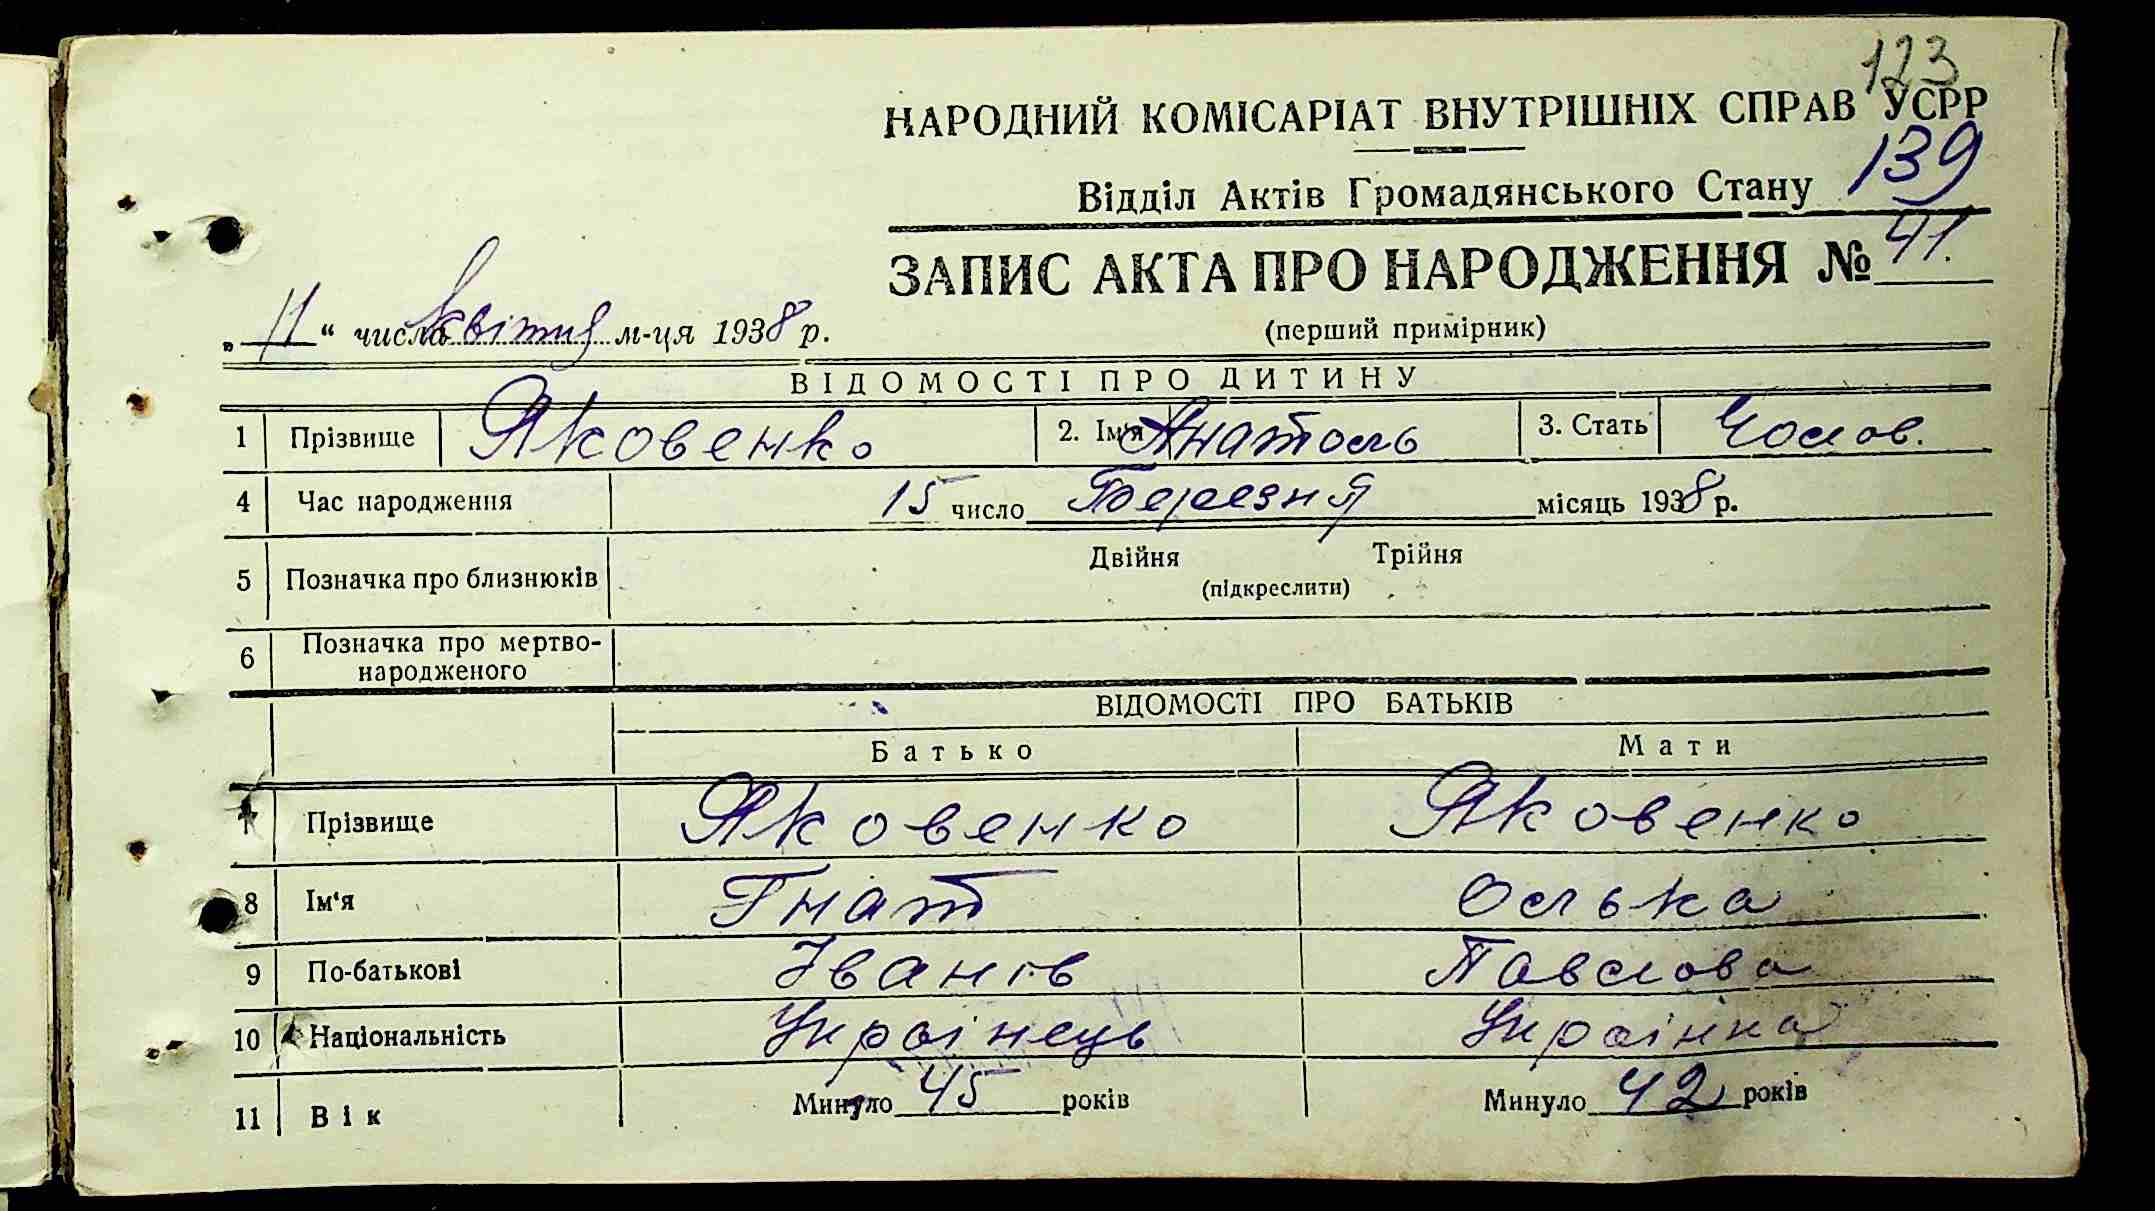 123
НАРОДНИЙ КОМІСАРІАТ ВНУТРІШНІХ СПРАВ УСРР
Відділ Актів Громадянського Стану 139
ЗАПИС АКТА ПРО НАРОДЖЕННЯ № 41.
„ 11 “ число квітня м-ця 1938 р.
(перший примірник)
ВІДОМОСТІ ПРО ДИТИНУ
1 Прізвище Яковенко 2. Ім'я Анатоль 3. Стать Чолов.
4 Час народження 15 число Березня місяць 1938 р.
5 Позначка про близнюків Двійня Трійня
(підкреслити)
6 Позначка про мертво-
народженого
ВІДОМОСТІ ПРО БАТЬКІВ
Батько Мати
7 Прізвище Яковенко Яковенко
8 Ім'я Гнат Олька
9 По-батькові Іванів Павлова
10 Національність Українець Українка
11 Вік Минуло 45 років Минуло 42 років